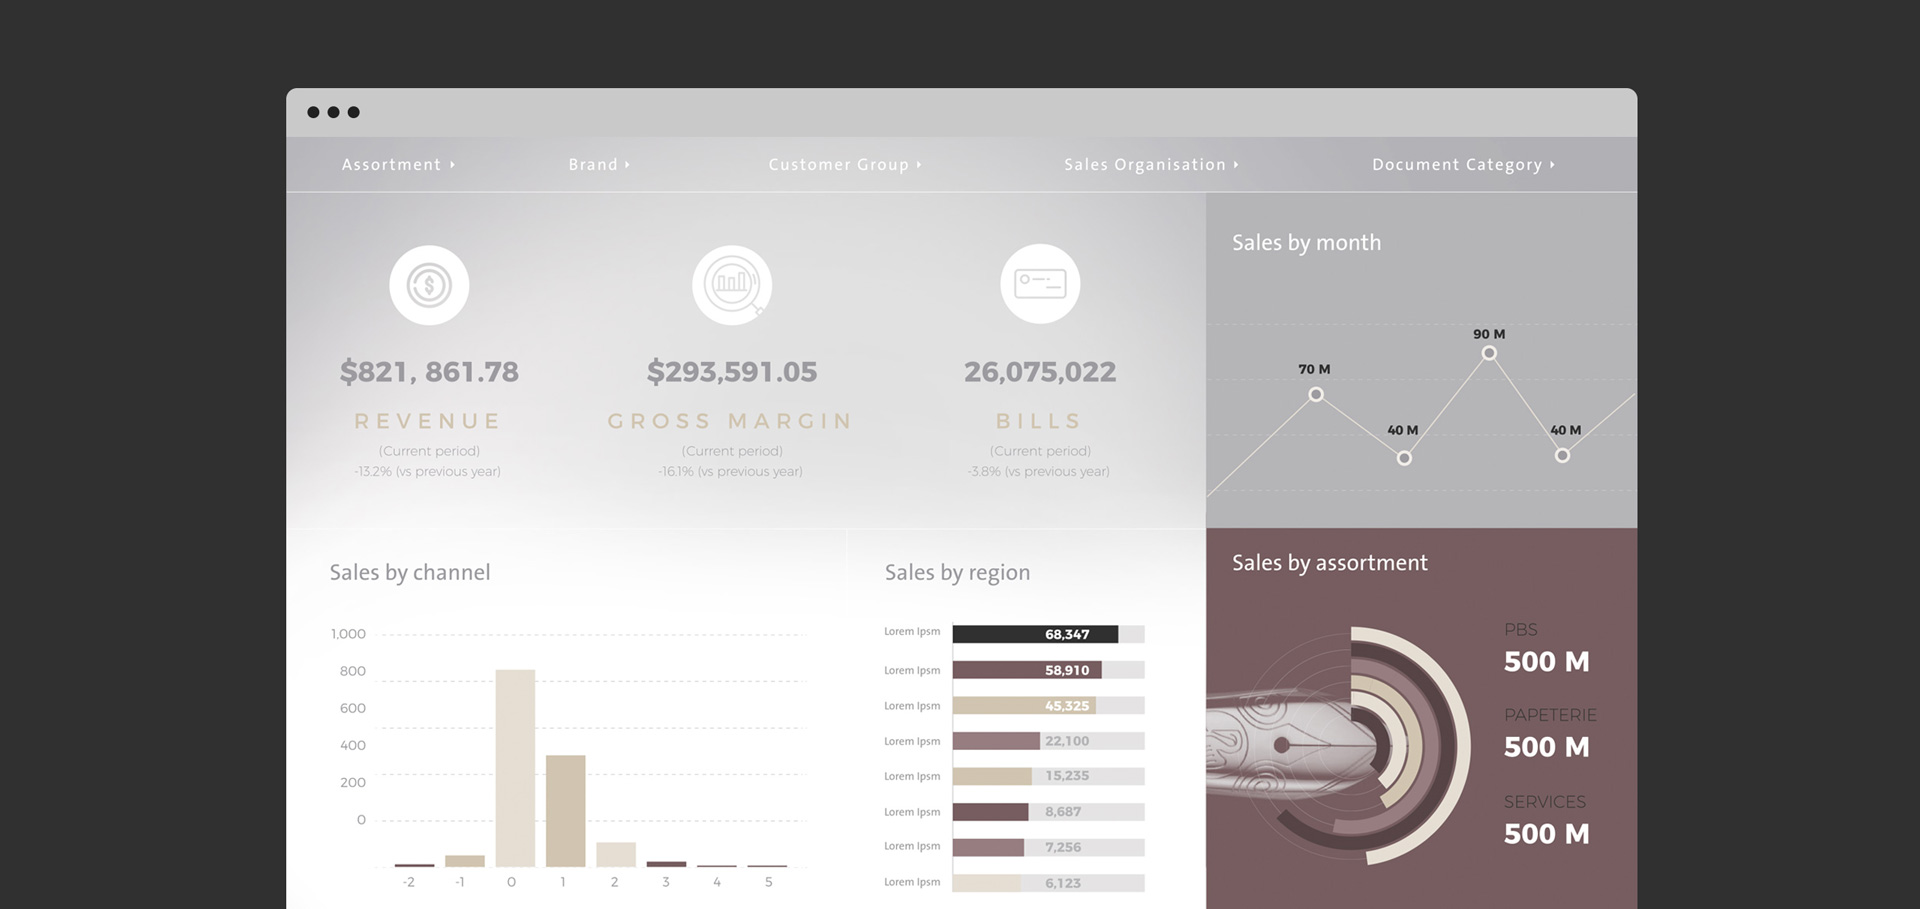 Assortment
Brand
Customer Group
Sales Organisation
Document Category
$821, 861.78
REVENUE
(Current period)
-13.2% (vs previous year)
$293,591.05
GROSS MARGIN
(Current period)
-16.1% (vs previous year)
26,075,022
BILLS
(Current period)
-3.8% (vs previous year)
Sales by month
70 M
40 M
90 M
40 M
Sales by channel
1,000
800
600
400
200
0
-2 -1 0 1 2 3 4 5
Sales by region
Lorem Ipsm 68,347
Lorem Ipsm 58,910
Lorem Ipsm 45,325
Lorem Ipsm 22,100
Lorem Ipsm 15,235
Lorem Ipsm 8,687
Lorem Ipsm 7,256
Lorem Ipsm 6,123
Sales by assortment
PBS
500 M
PAPETERIE
500 M
SERVICES
500 M